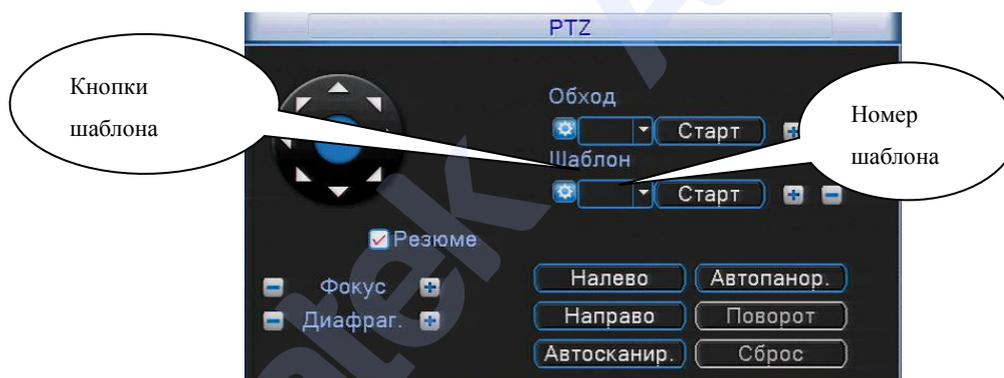 PTZ
Кнопки
шаблона
Обход
Старт
Номер
шаблона
Шаблон
Старт
Резюме
Фокус
Диафраг.
Налево
Автопанор.
Направо
Поворот
Автосканир.
Сброс